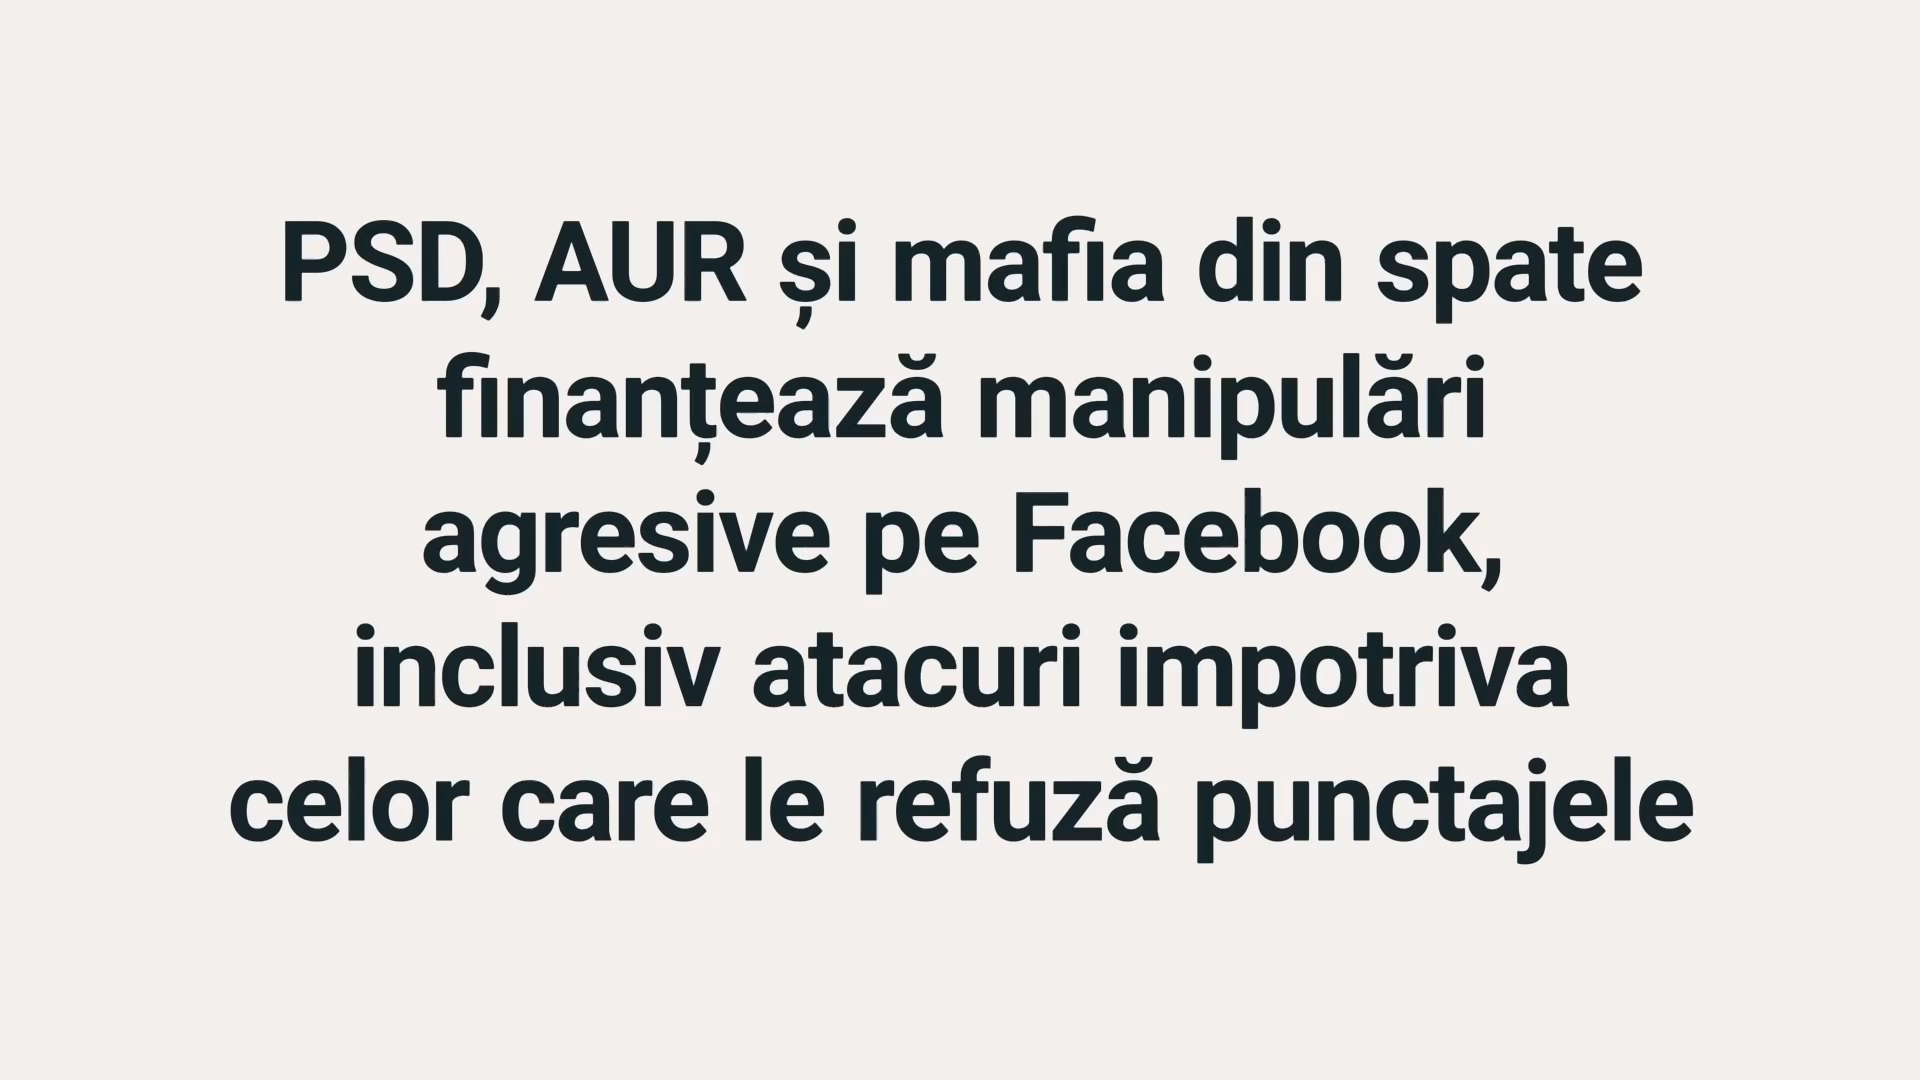 PSD, AUR și mafia din spate
finanțează manipulări
agresive pe Facebook,
inclusiv atacuri impotriva
celor care le refuză punctajele